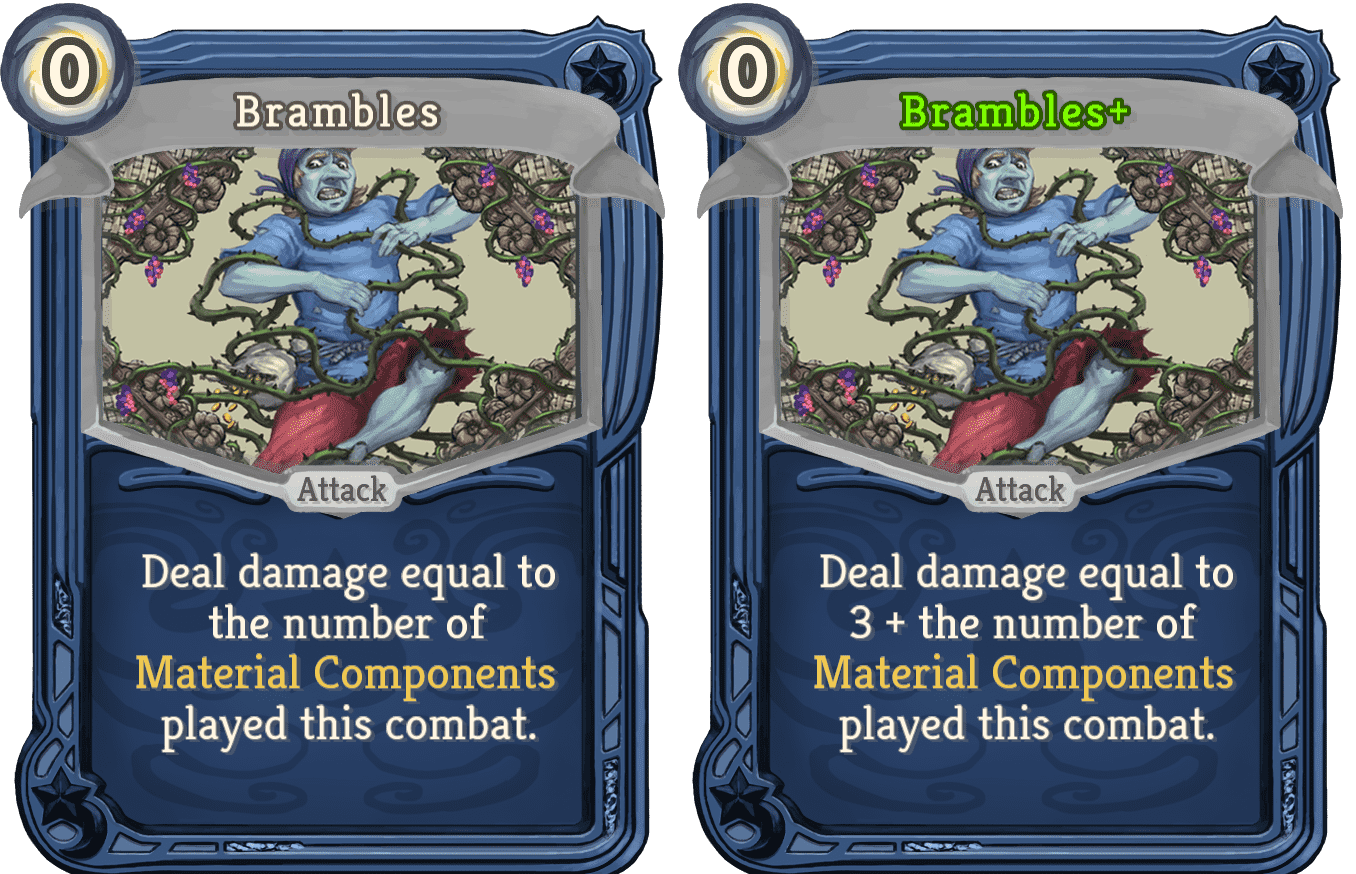 0
Brambles
Attack
Deal damage equal to
the number of
Material Components
played this combat.
0
Brambles+
Attack
Deal damage equal to
3 + the number of
Material Components
played this combat.